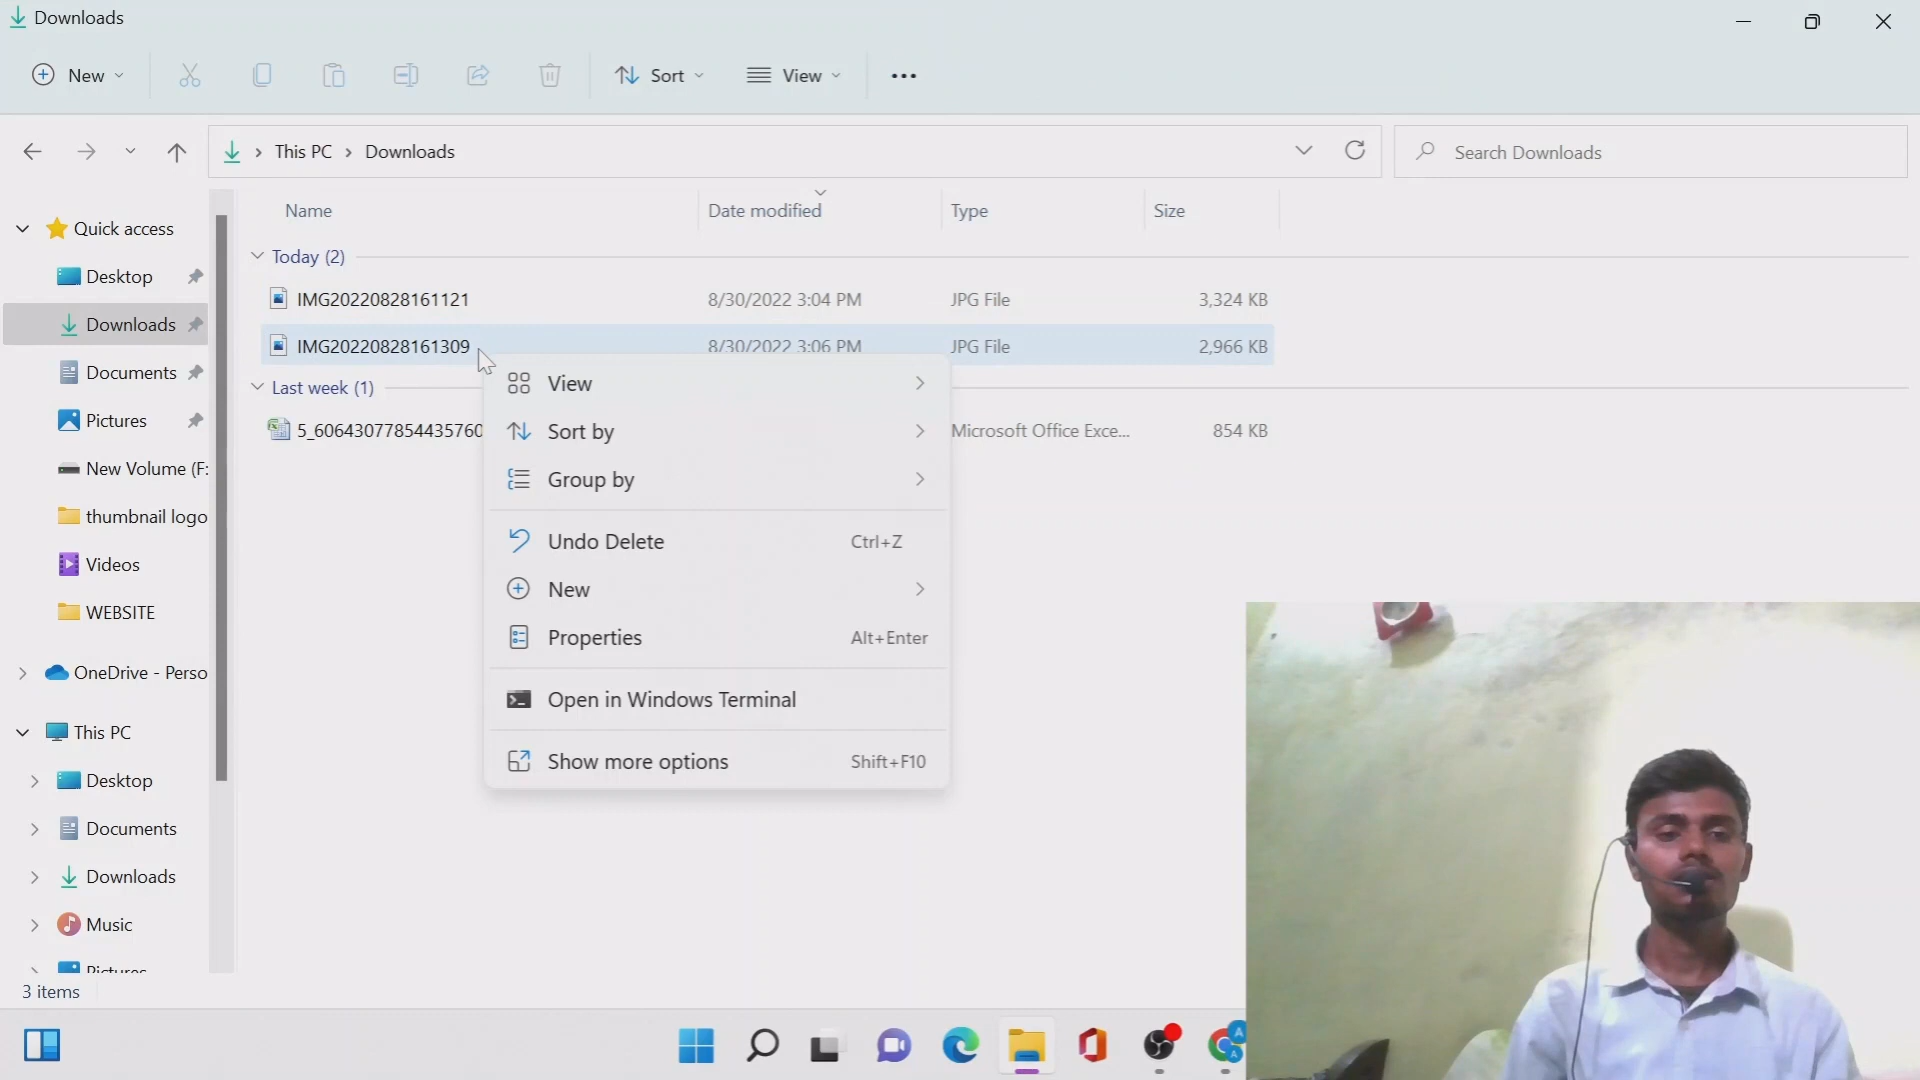 Downloads
New
Sort
View
This PC
Downloads
Search Downloads
Name
Date modified
Type
Size
Quick access
Desktop
Downloads
Documents
Pictures
New Volume (F:
thumbnail logo
Videos
WEBSITE
OneDrive - Perso
This PC
Desktop
Documents
Downloads
Music
Pictures
3 items
Today (2)
IMG20220828161121 8/30/2022 3:04 PM JPG File 3,324 KB
IMG20220828161309 8/30/2022 3:06 PM JPG File 2,966 KB
Last week (1)
5_60643077854435760 Microsoft Office Exce... 854 KB
View
Sort by
Group by
Undo Delete Ctrl+Z
New
Properties Alt+Enter
Open in Windows Terminal
Show more options Shift+F10